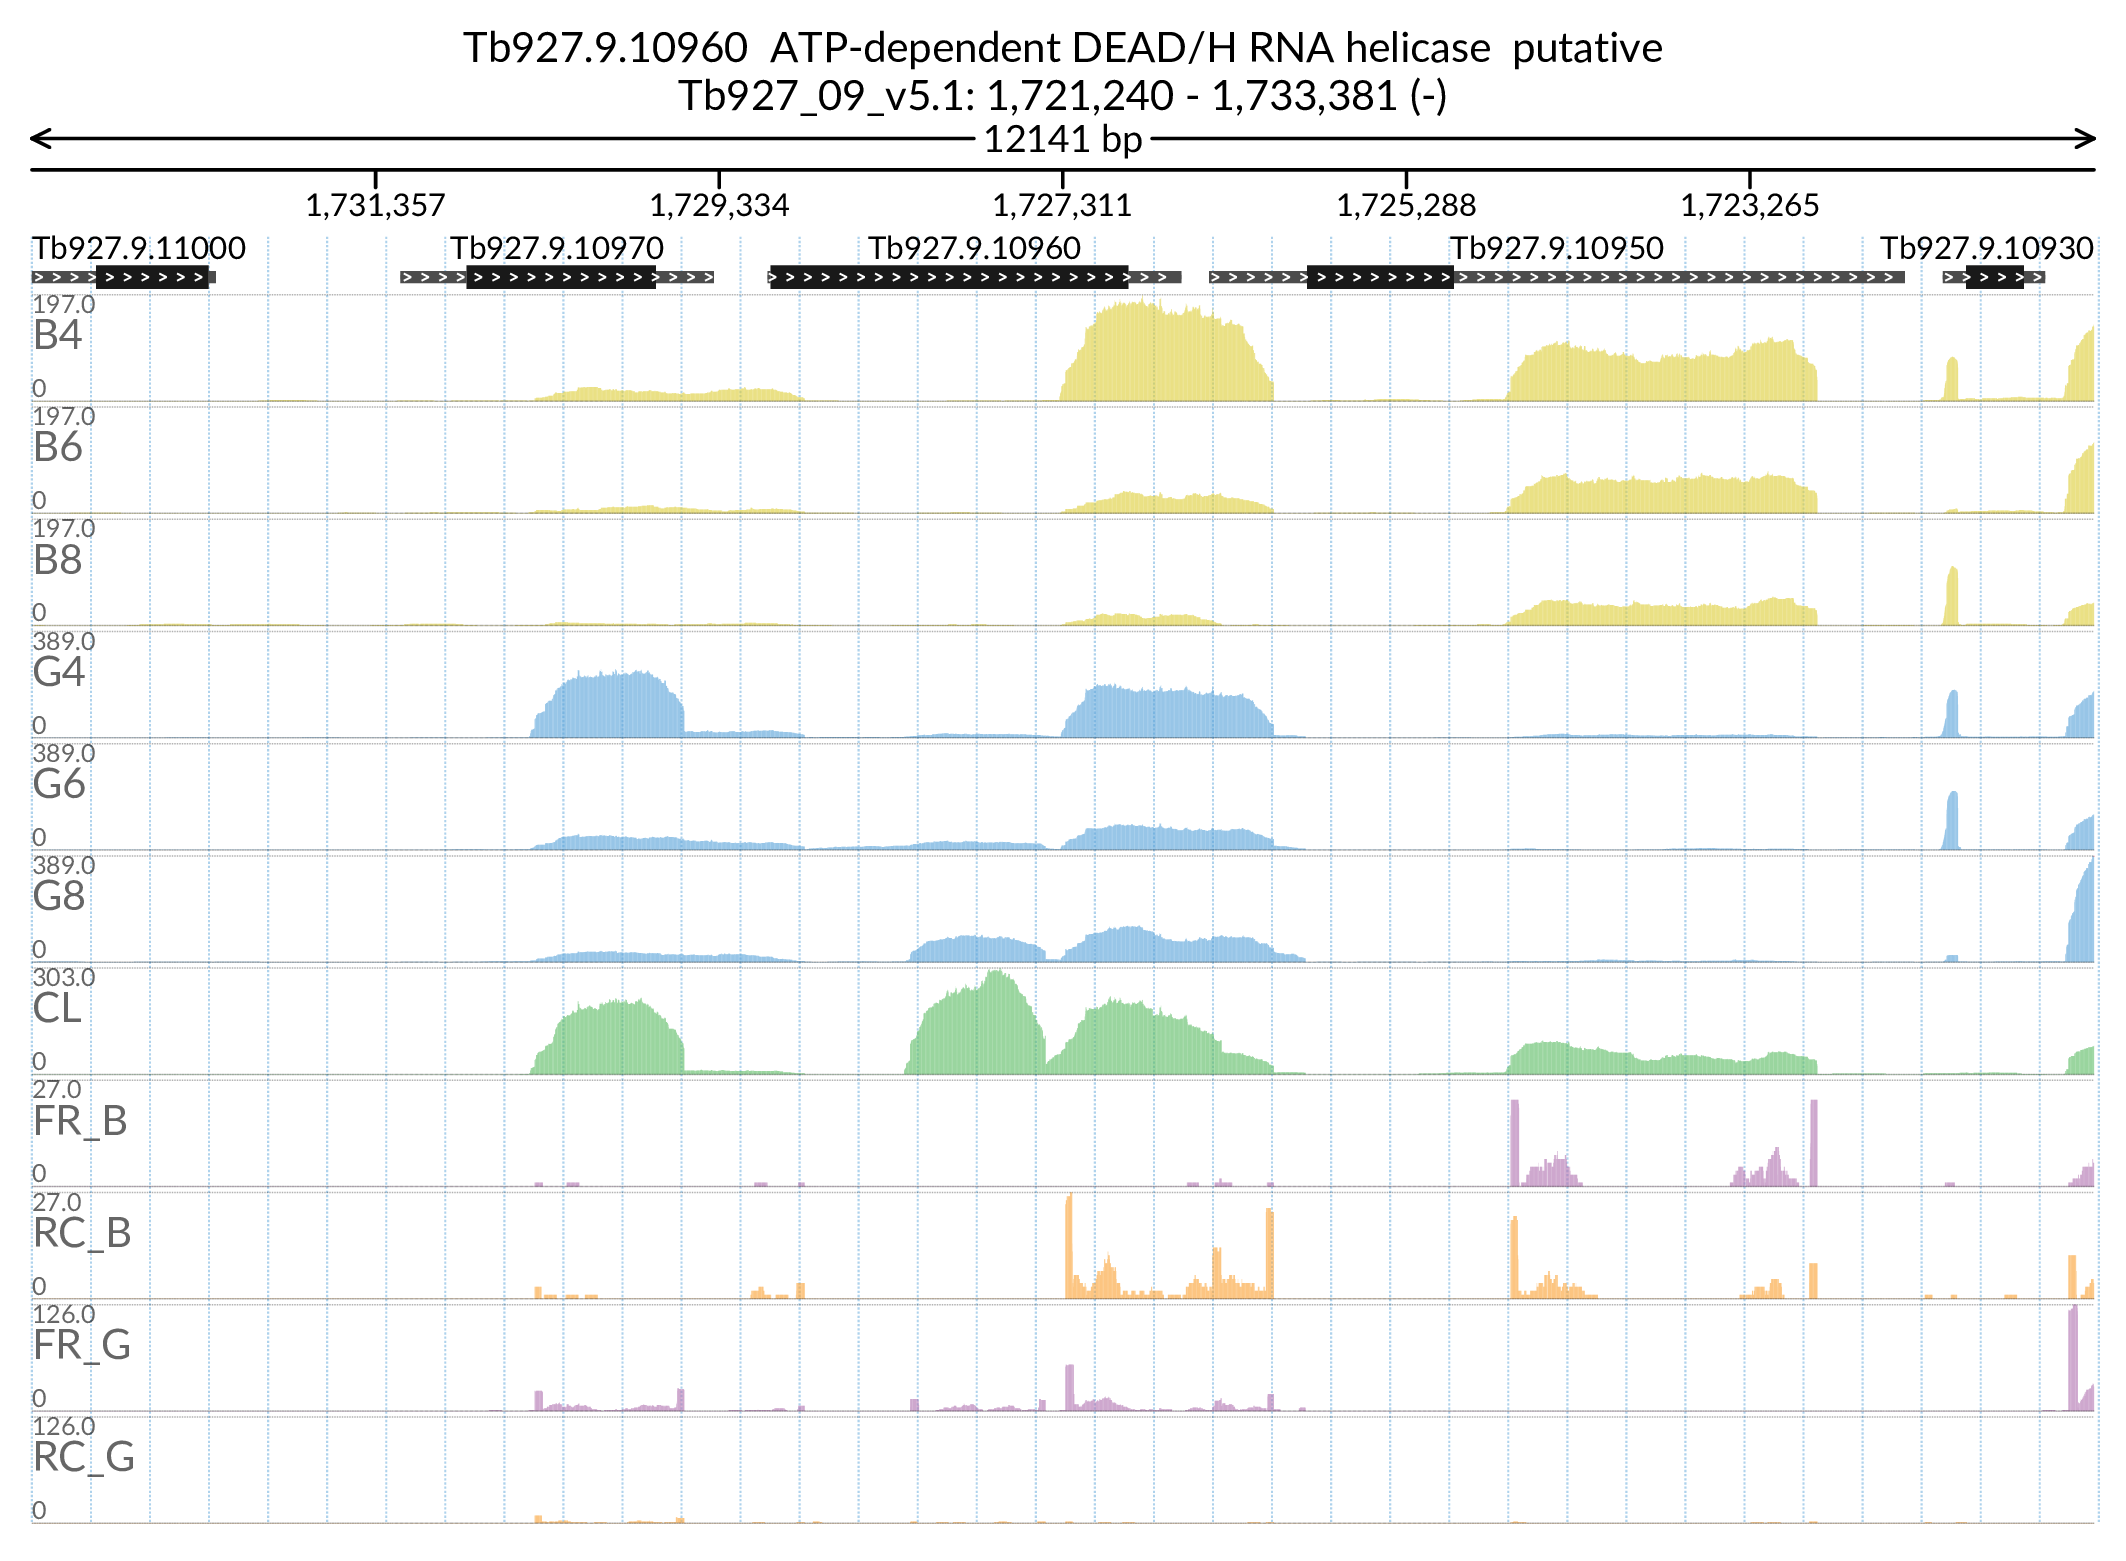 Tb927.9.10960 ATP-dependent DEAD/H RNA helicase putative
Tb927_09_v5.1: 1,721,240 - 1,733,381 (-)
12141 bp
1,731,357 1,729,334 1,727,311 1,725,288 1,723,265
Tb927.9.11000 Tb927.9.10970 Tb927.9.10960 Tb927.9.10950 Tb927.9.10930
197.0
B4
0
197.0
B6
0
197.0
B8
0
389.0
G4
0
389.0
G6
0
389.0
G8
0
303.0
CL
0
27.0
FR_B
0
27.0
RC_B
0
126.0
FR_G
0
126.0
RC_G
0